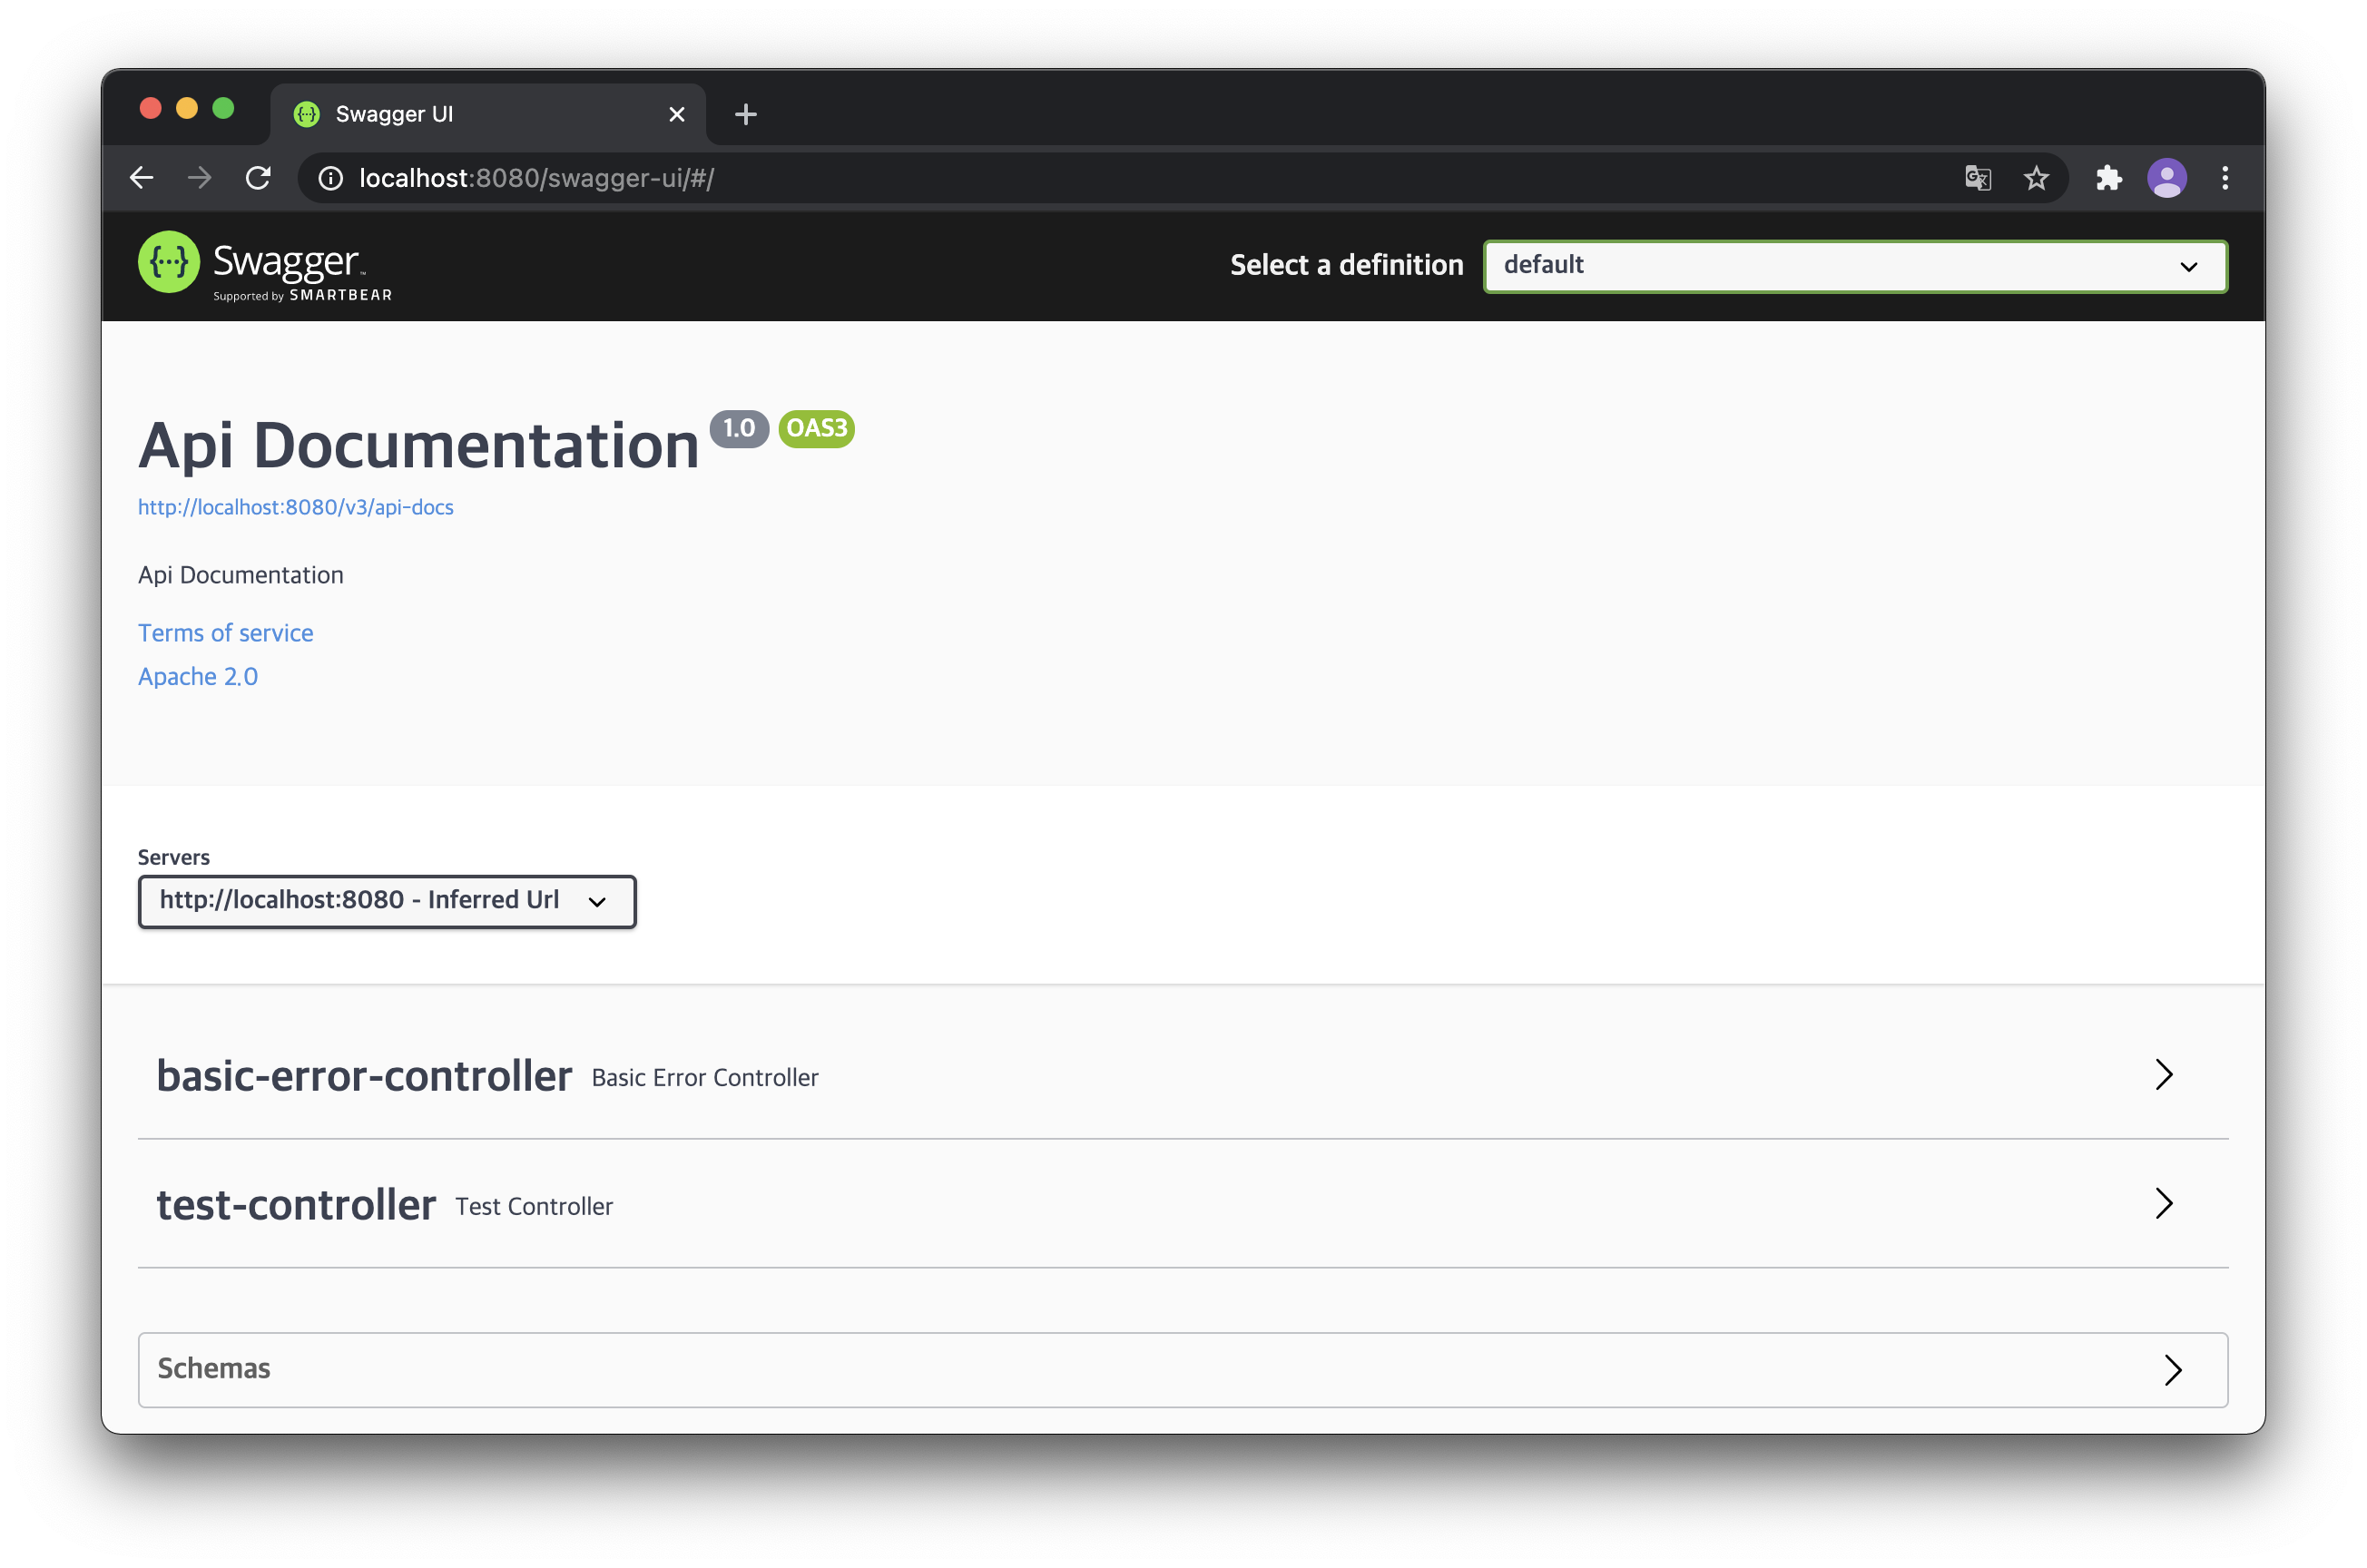 Swagger UI
localhost:8080/swagger-ui/#/
{...} Swagger™
Supported by SMARTBEAR
Select a definition default
Api Documentation 1.0 OAS3
http://localhost:8080/v3/api-docs
Api Documentation
Terms of service
Apache 2.0
Servers
http://localhost:8080 - Inferred Url
basic-error-controller Basic Error Controller
test-controller Test Controller
Schemas